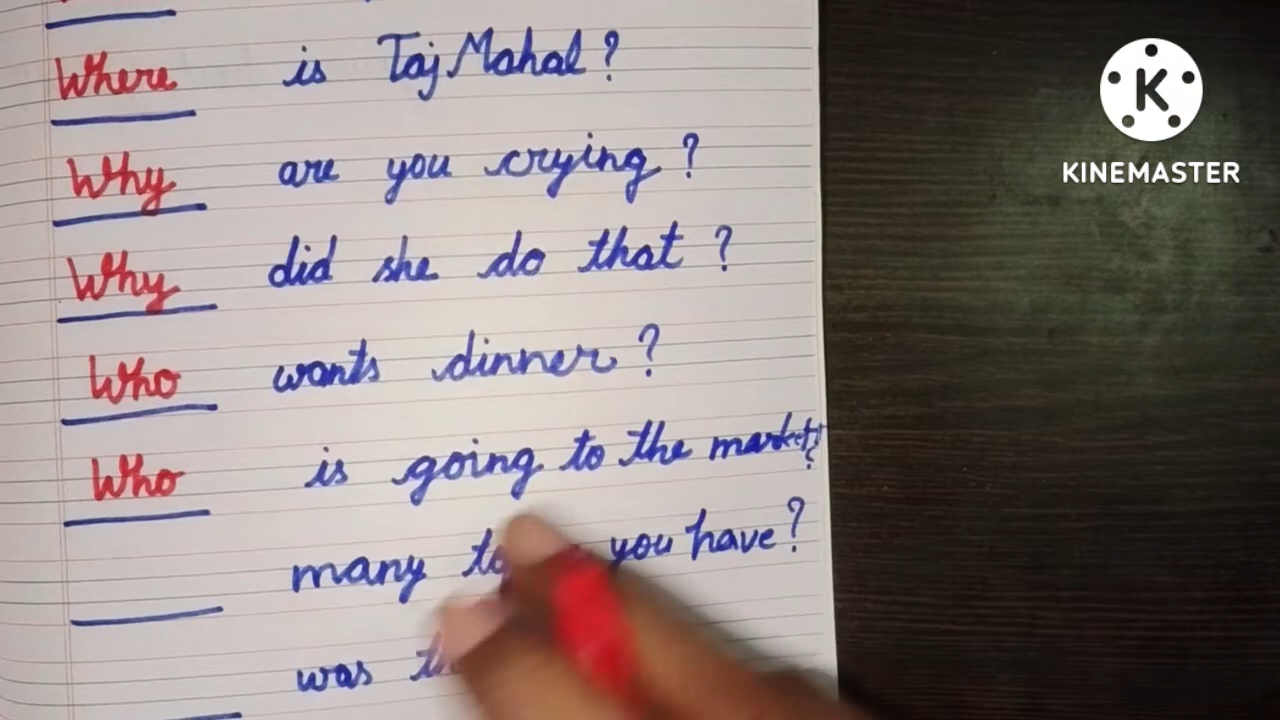 Where is Taj Mahal?
Why are you crying?
Why did she do that?
Who wants dinner?
Who is going to the market?
many you have?
was
K
KINEMASTER